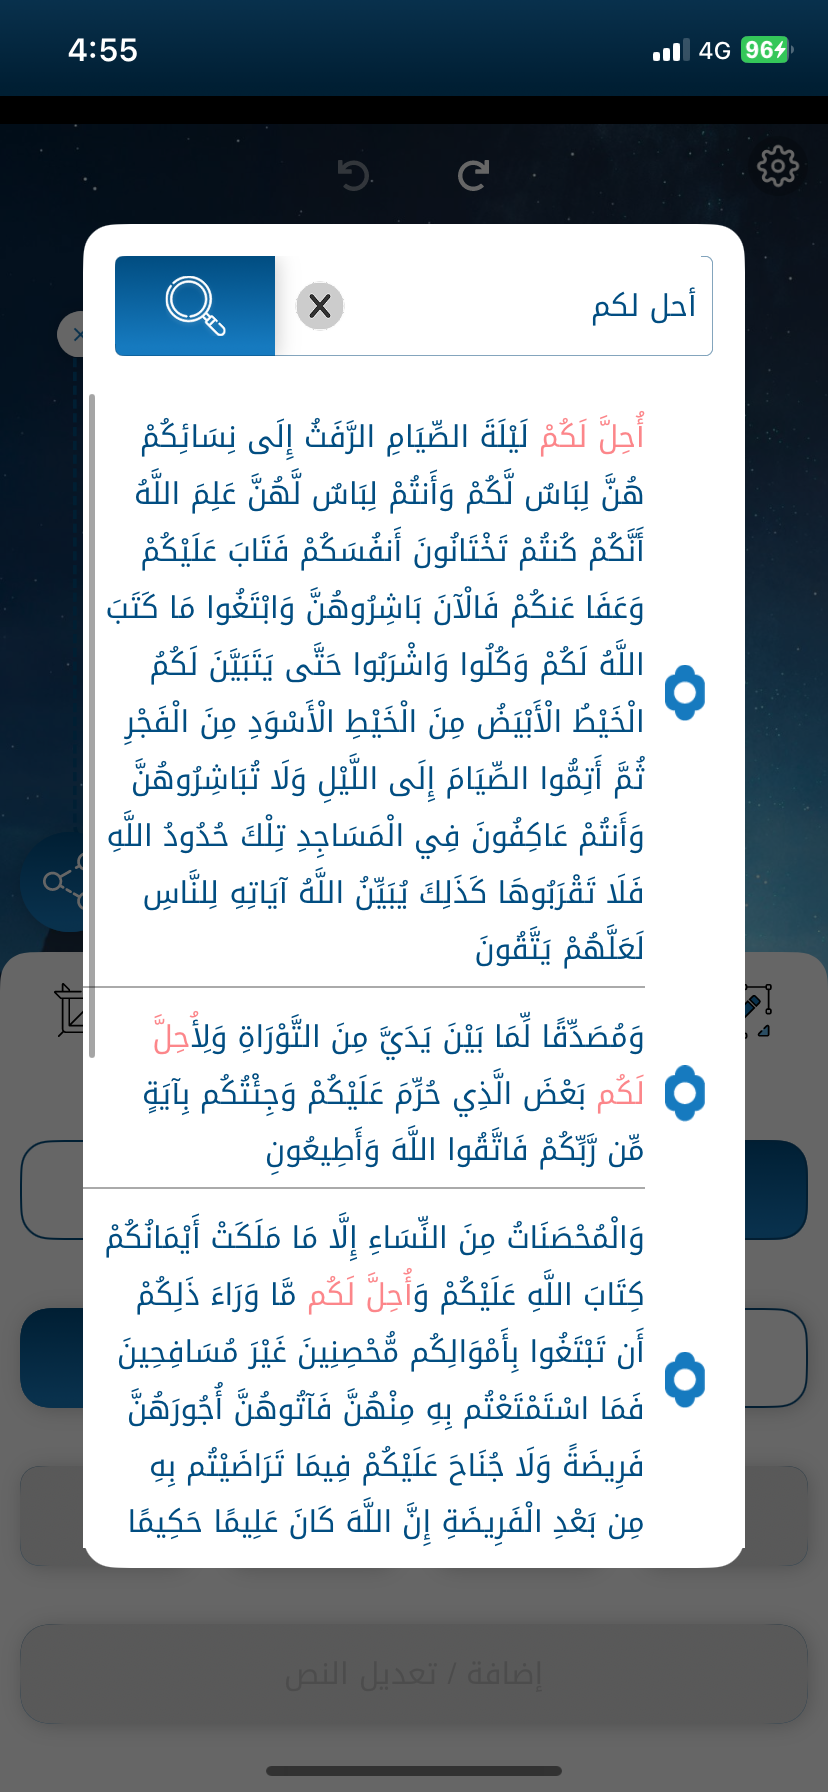 4:55
4G 96
أحل لكم
أُحِلَّ لَكُمْ لَيْلَةَ الصِّيَامِ الرَّفَثُ إِلَى نِسَائِكُمْ
هُنَّ لِبَاسٌ لَّكُمْ وَأَنتُمْ لِبَاسٌ لَّهُنَّ عَلِمَ اللَّهُ
أَنَّكُمْ كُنتُمْ تَخْتَانُونَ أَنفُسَكُمْ فَتَابَ عَلَيْكُمْ
وَعَفَا عَنكُمْ فَالْآنَ بَاشِرُوهُنَّ وَابْتَغُوا مَا كَتَبَ
اللَّهُ لَكُمْ وَكُلُوا وَاشْرَبُوا حَتَّى يَتَبَيَّنَ لَكُمُ
الْخَيْطُ الْأَبْيَضُ مِنَ الْخَيْطِ الْأَسْوَدِ مِنَ الْفَجْرِ
ثُمَّ أَتِمُّوا الصِّيَامَ إِلَى اللَّيْلِ وَلَا تُبَاشِرُوهُنَّ
وَأَنتُمْ عَاكِفُونَ فِي الْمَسَاجِدِ تِلْكَ حُدُودُ اللَّهِ
فَلَا تَقْرَبُوهَا كَذَلِكَ يُبَيِّنُ اللَّهُ آيَاتِهِ لِلنَّاسِ
لَعَلَّهُمْ يَتَّقُونَ
وَمُصَدِّقًا لِّمَا بَيْنَ يَدَيَّ مِنَ التَّوْرَاةِ وَلِأُحِلَّ
لَكُم بَعْضَ الَّذِي حُرِّمَ عَلَيْكُمْ وَجِئْتُكُم بِآيَةٍ
مِّن رَّبِّكُمْ فَاتَّقُوا اللَّهَ وَأَطِيعُونِ
وَالْمُحْصَنَاتُ مِنَ النِّسَاءِ إِلَّا مَا مَلَكَتْ أَيْمَانُكُمْ
كِتَابَ اللَّهِ عَلَيْكُمْ وَأُحِلَّ لَكُم مَّا وَرَاءَ ذَلِكُمْ
أَن تَبْتَغُوا بِأَمْوَالِكُم مُّحْصِنِينَ غَيْرَ مُسَافِحِينَ
فَمَا اسْتَمْتَعْتُم بِهِ مِنْهُنَّ فَآتُوهُنَّ أُجُورَهُنَّ
فَرِيضَةً وَلَا جُنَاحَ عَلَيْكُمْ فِيمَا تَرَاضَيْتُم بِهِ
مِن بَعْدِ الْفَرِيضَةِ إِنَّ اللَّهَ كَانَ عَلِيمًا حَكِيمًا
إضافة / تعديل النص